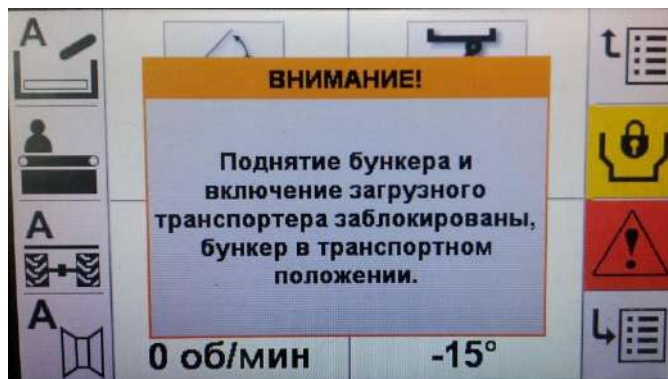 A
ВНИМАНИЕ!
Поднятие бункера и
включение загрузного
транспортера заблокированы,
бункер в транспортном
положении.
A
A
0 об/мин
-15°
t